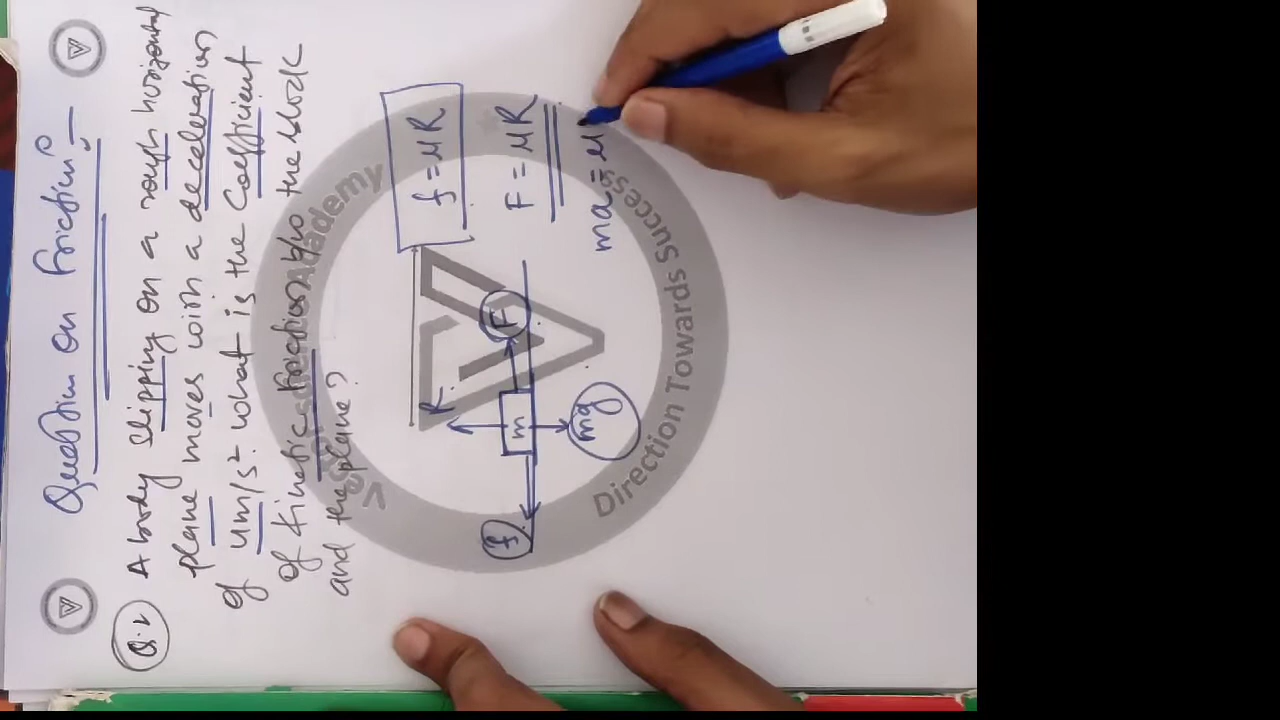 Question on friction:-
Q.2 A body slipping on a rough horizontal
plane moves with a deceleration
of 4m/s². what is the Coefficient
of kinetic friction b/w the block
and the plane?
f = μR
F = μR
ma = μ
R
f
m
F
mg
Academy
Direction Towards Success